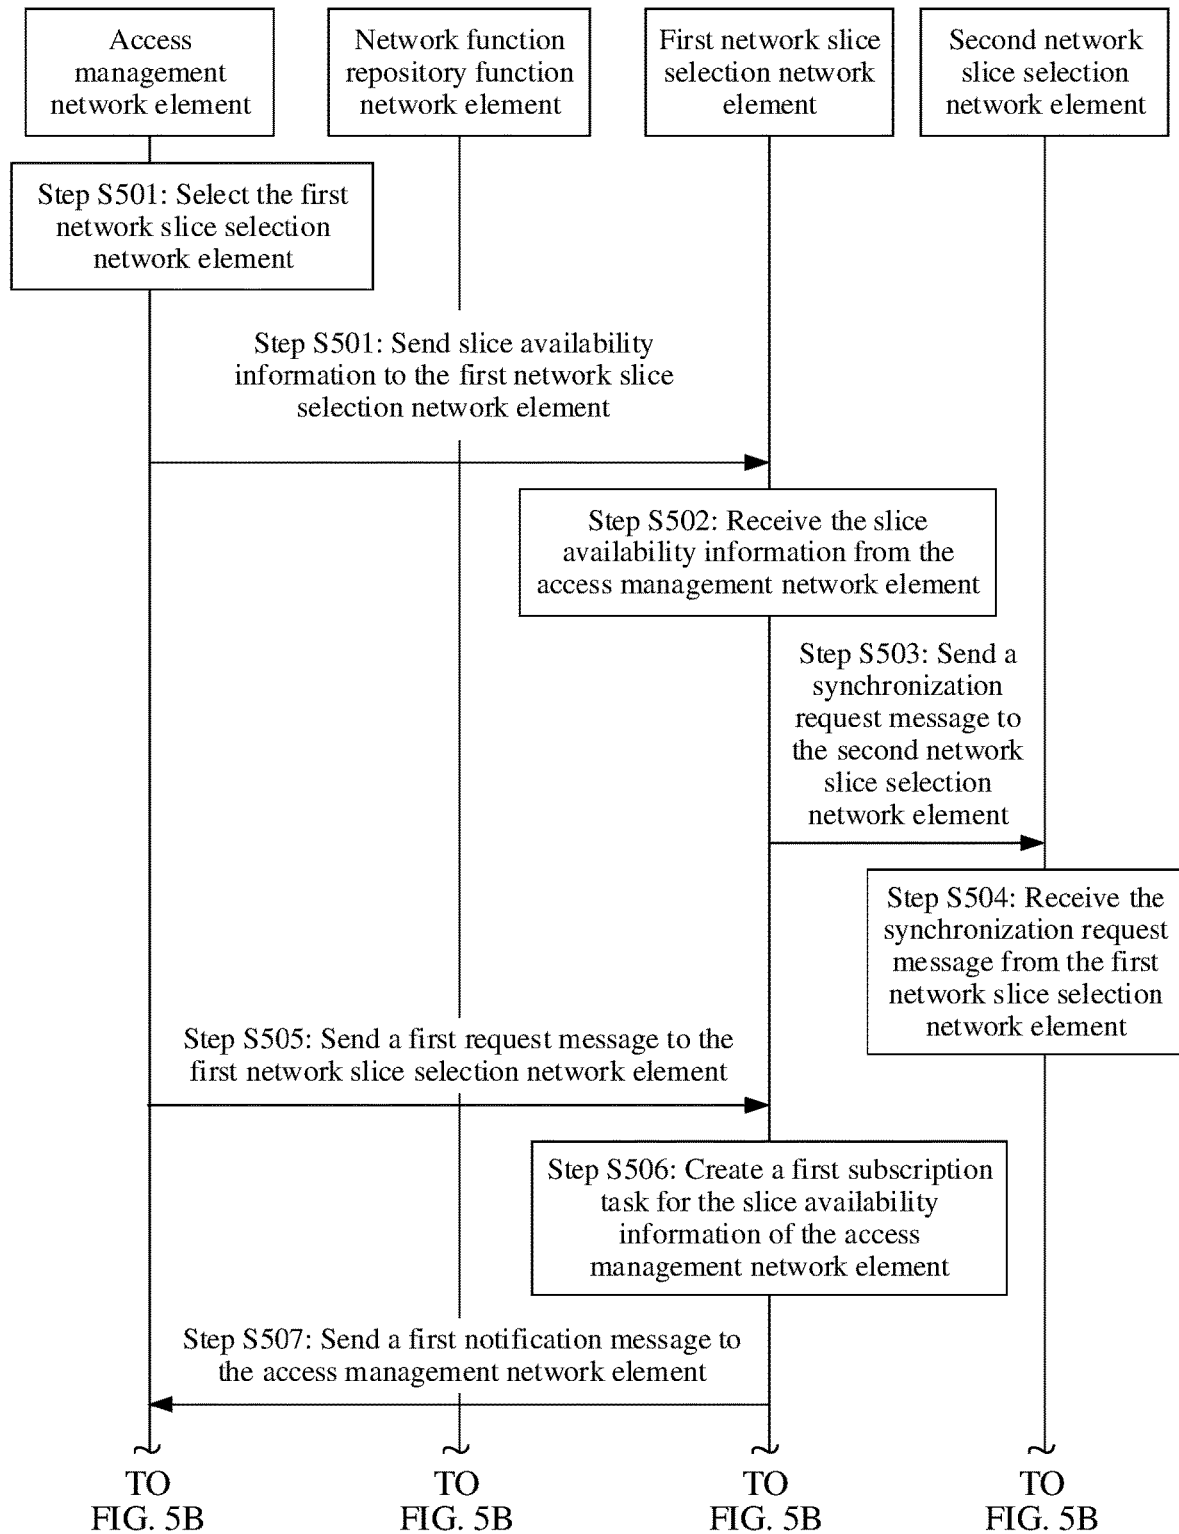 Access
management
network element
Network function
repository function
network element
First network slice
selection network
element
Second network
slice selection
network element
Step S501: Select the first
network slice selection
network element
Step S501: Send slice availability
information to the first network slice
selection network element
Step S502: Receive the slice
availability information from the
access management network element
Step S503: Send a
synchronization
request message to
the second network
slice selection
network element
Step S504: Receive the
synchronization request
message from the first
network slice selection
network element
Step S505: Send a first request message to the
first network slice selection network element
Step S506: Create a first subscription
task for the slice availability
information of the access
management network element
Step S507: Send a first notification message to
the access management network element
TO
FIG. 5B
TO
FIG. 5B
TO
FIG. 5B
TO
FIG. 5B